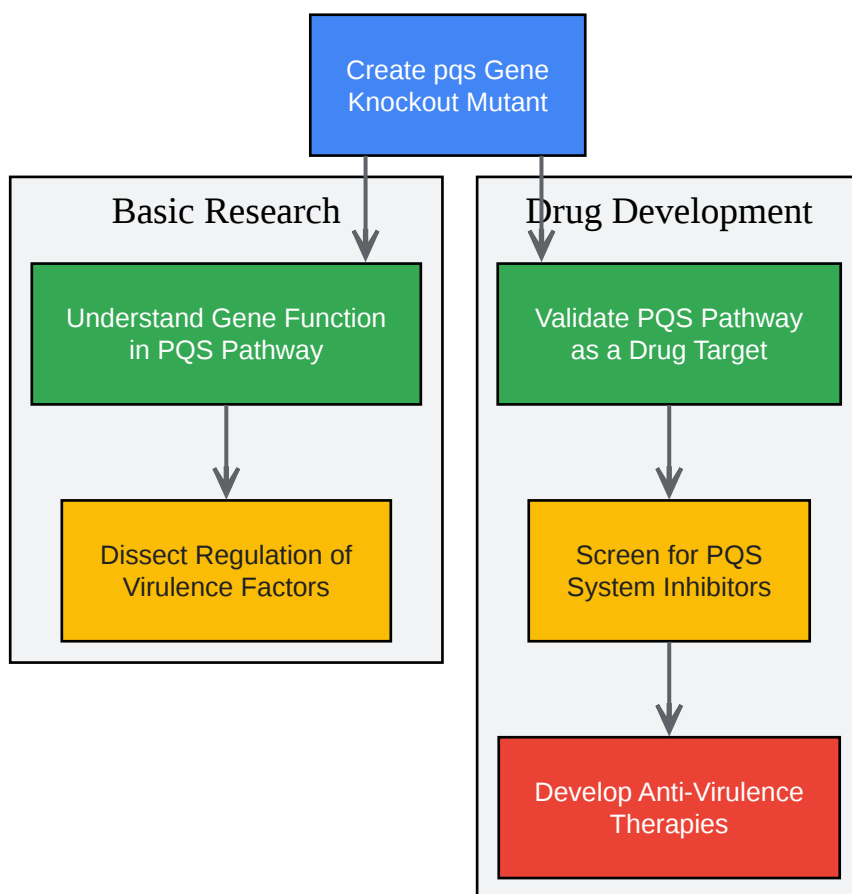 Create pqs Gene
Knockout Mutant
Basic Research
Understand Gene Function
in PQS Pathway
Dissect Regulation of
Virulence Factors
Drug Development
Validate PQS Pathway
as a Drug Target
Screen for PQS
System Inhibitors
Develop Anti-Virulence
Therapies